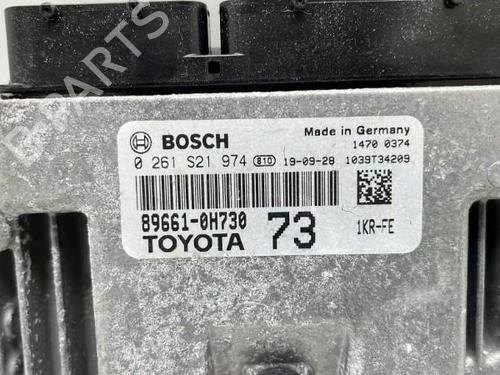 B-PARTS
BOSCH
Made in Germany
1470 0374
0 261 S21 974 810 19-09-28 1039T34209
89661-0H730
TOYOTA 73 1KR-FE